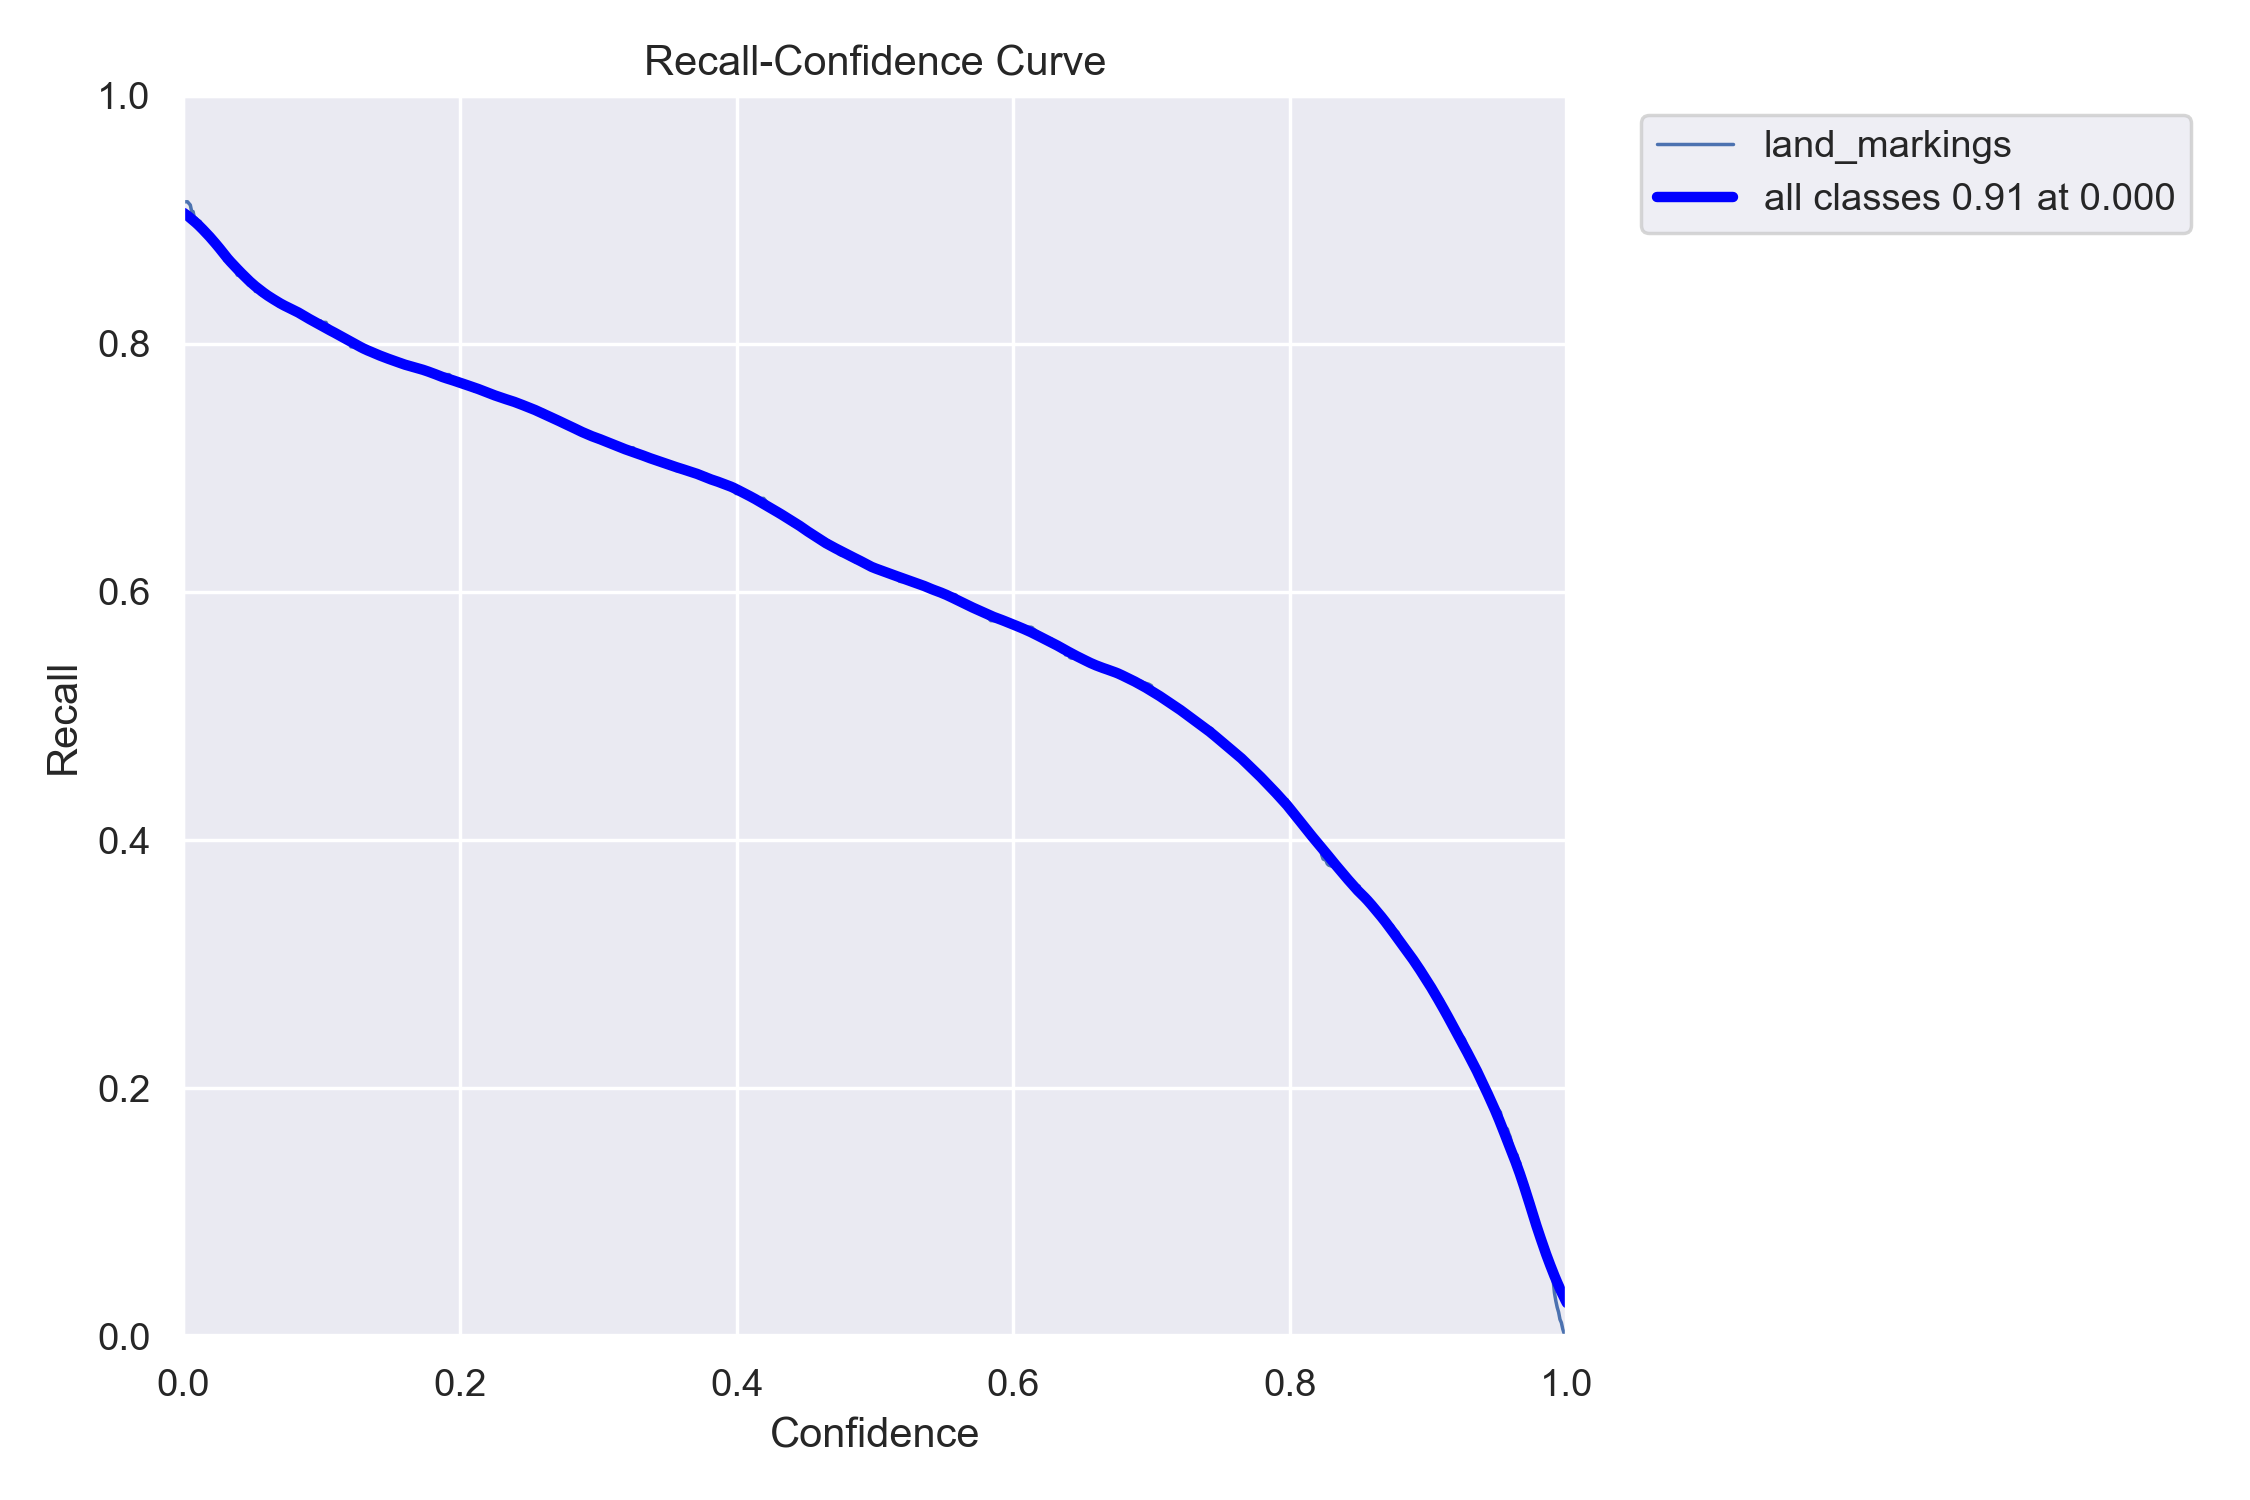 Recall-Confidence Curve
1.0
0.8
0.6
0.4
0.2
0.0
Recall
0.0 0.2 0.4 0.6 0.8 1.0
Confidence
land_markings
all classes 0.91 at 0.000